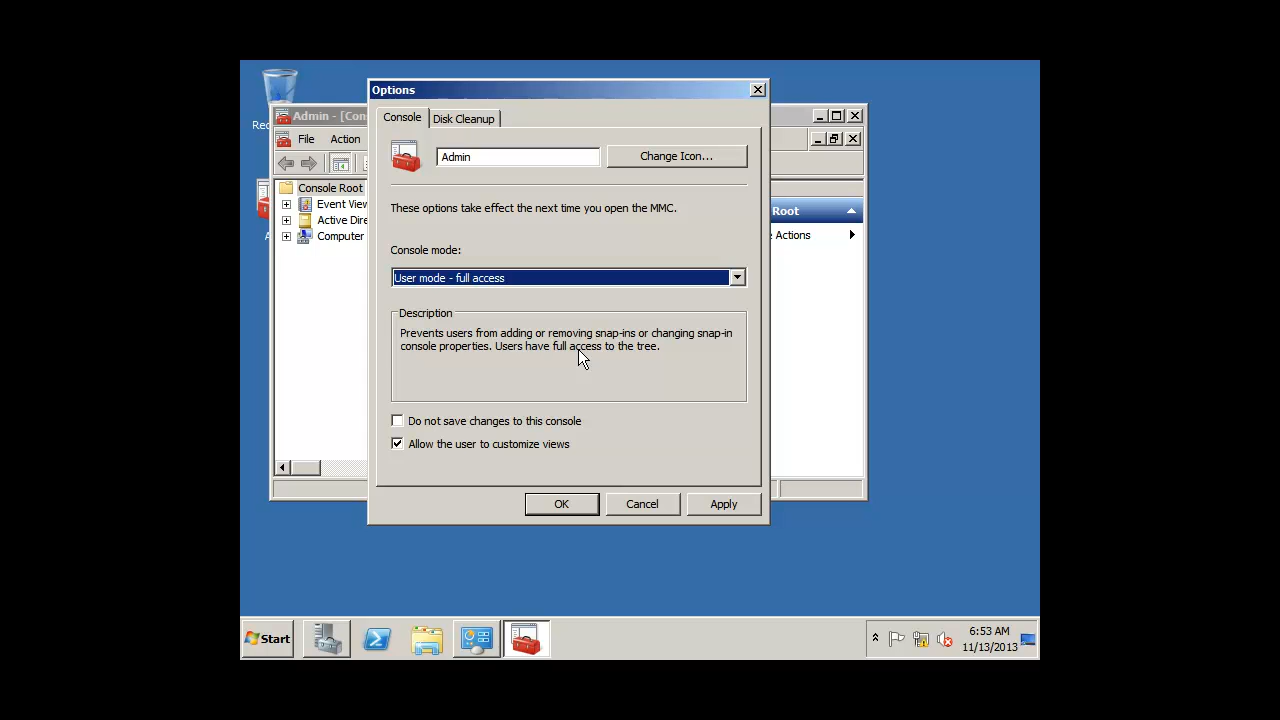 Options
Console
Disk Cleanup
Admin
Change Icon...
These options take effect the next time you open the MMC.
Console mode:
User mode - full access
Description
Prevents users from adding or removing snap-ins or changing snap-in
console properties. Users have full access to the tree.
Do not save changes to this console
Allow the user to customize views
OK
Cancel
Apply
Admin - [Con
File Action
Console Root
Event View
Active Dire
Computer
Root
Actions
Rec
Start
6:53 AM
11/13/2013